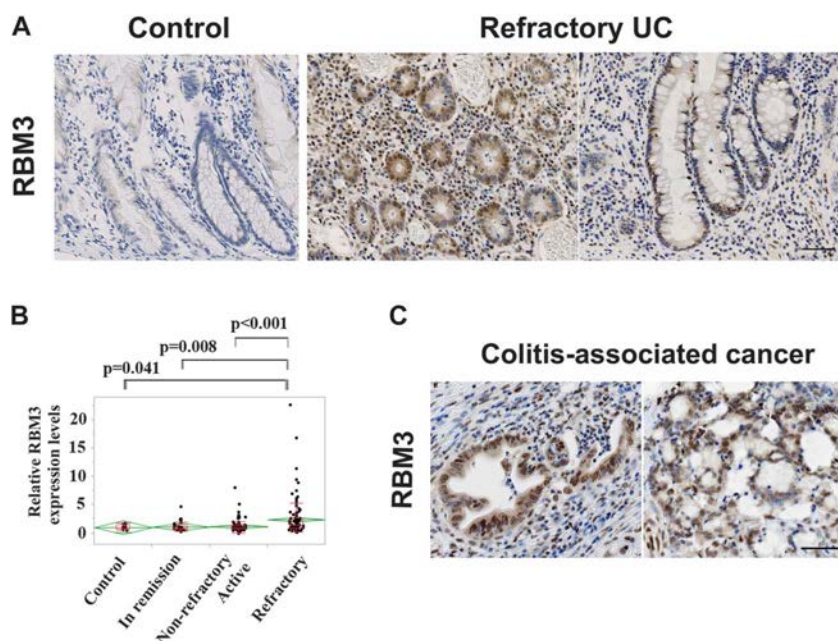 A
Control
Refractory UC
RBM3
B
p<0.001
p=0.008
p=0.041
Relative RBM3
expression levels
20
15
10
5
0
Control
In remission
Non-refractory
Active
Refractory
C
Colitis-associated cancer
RBM3